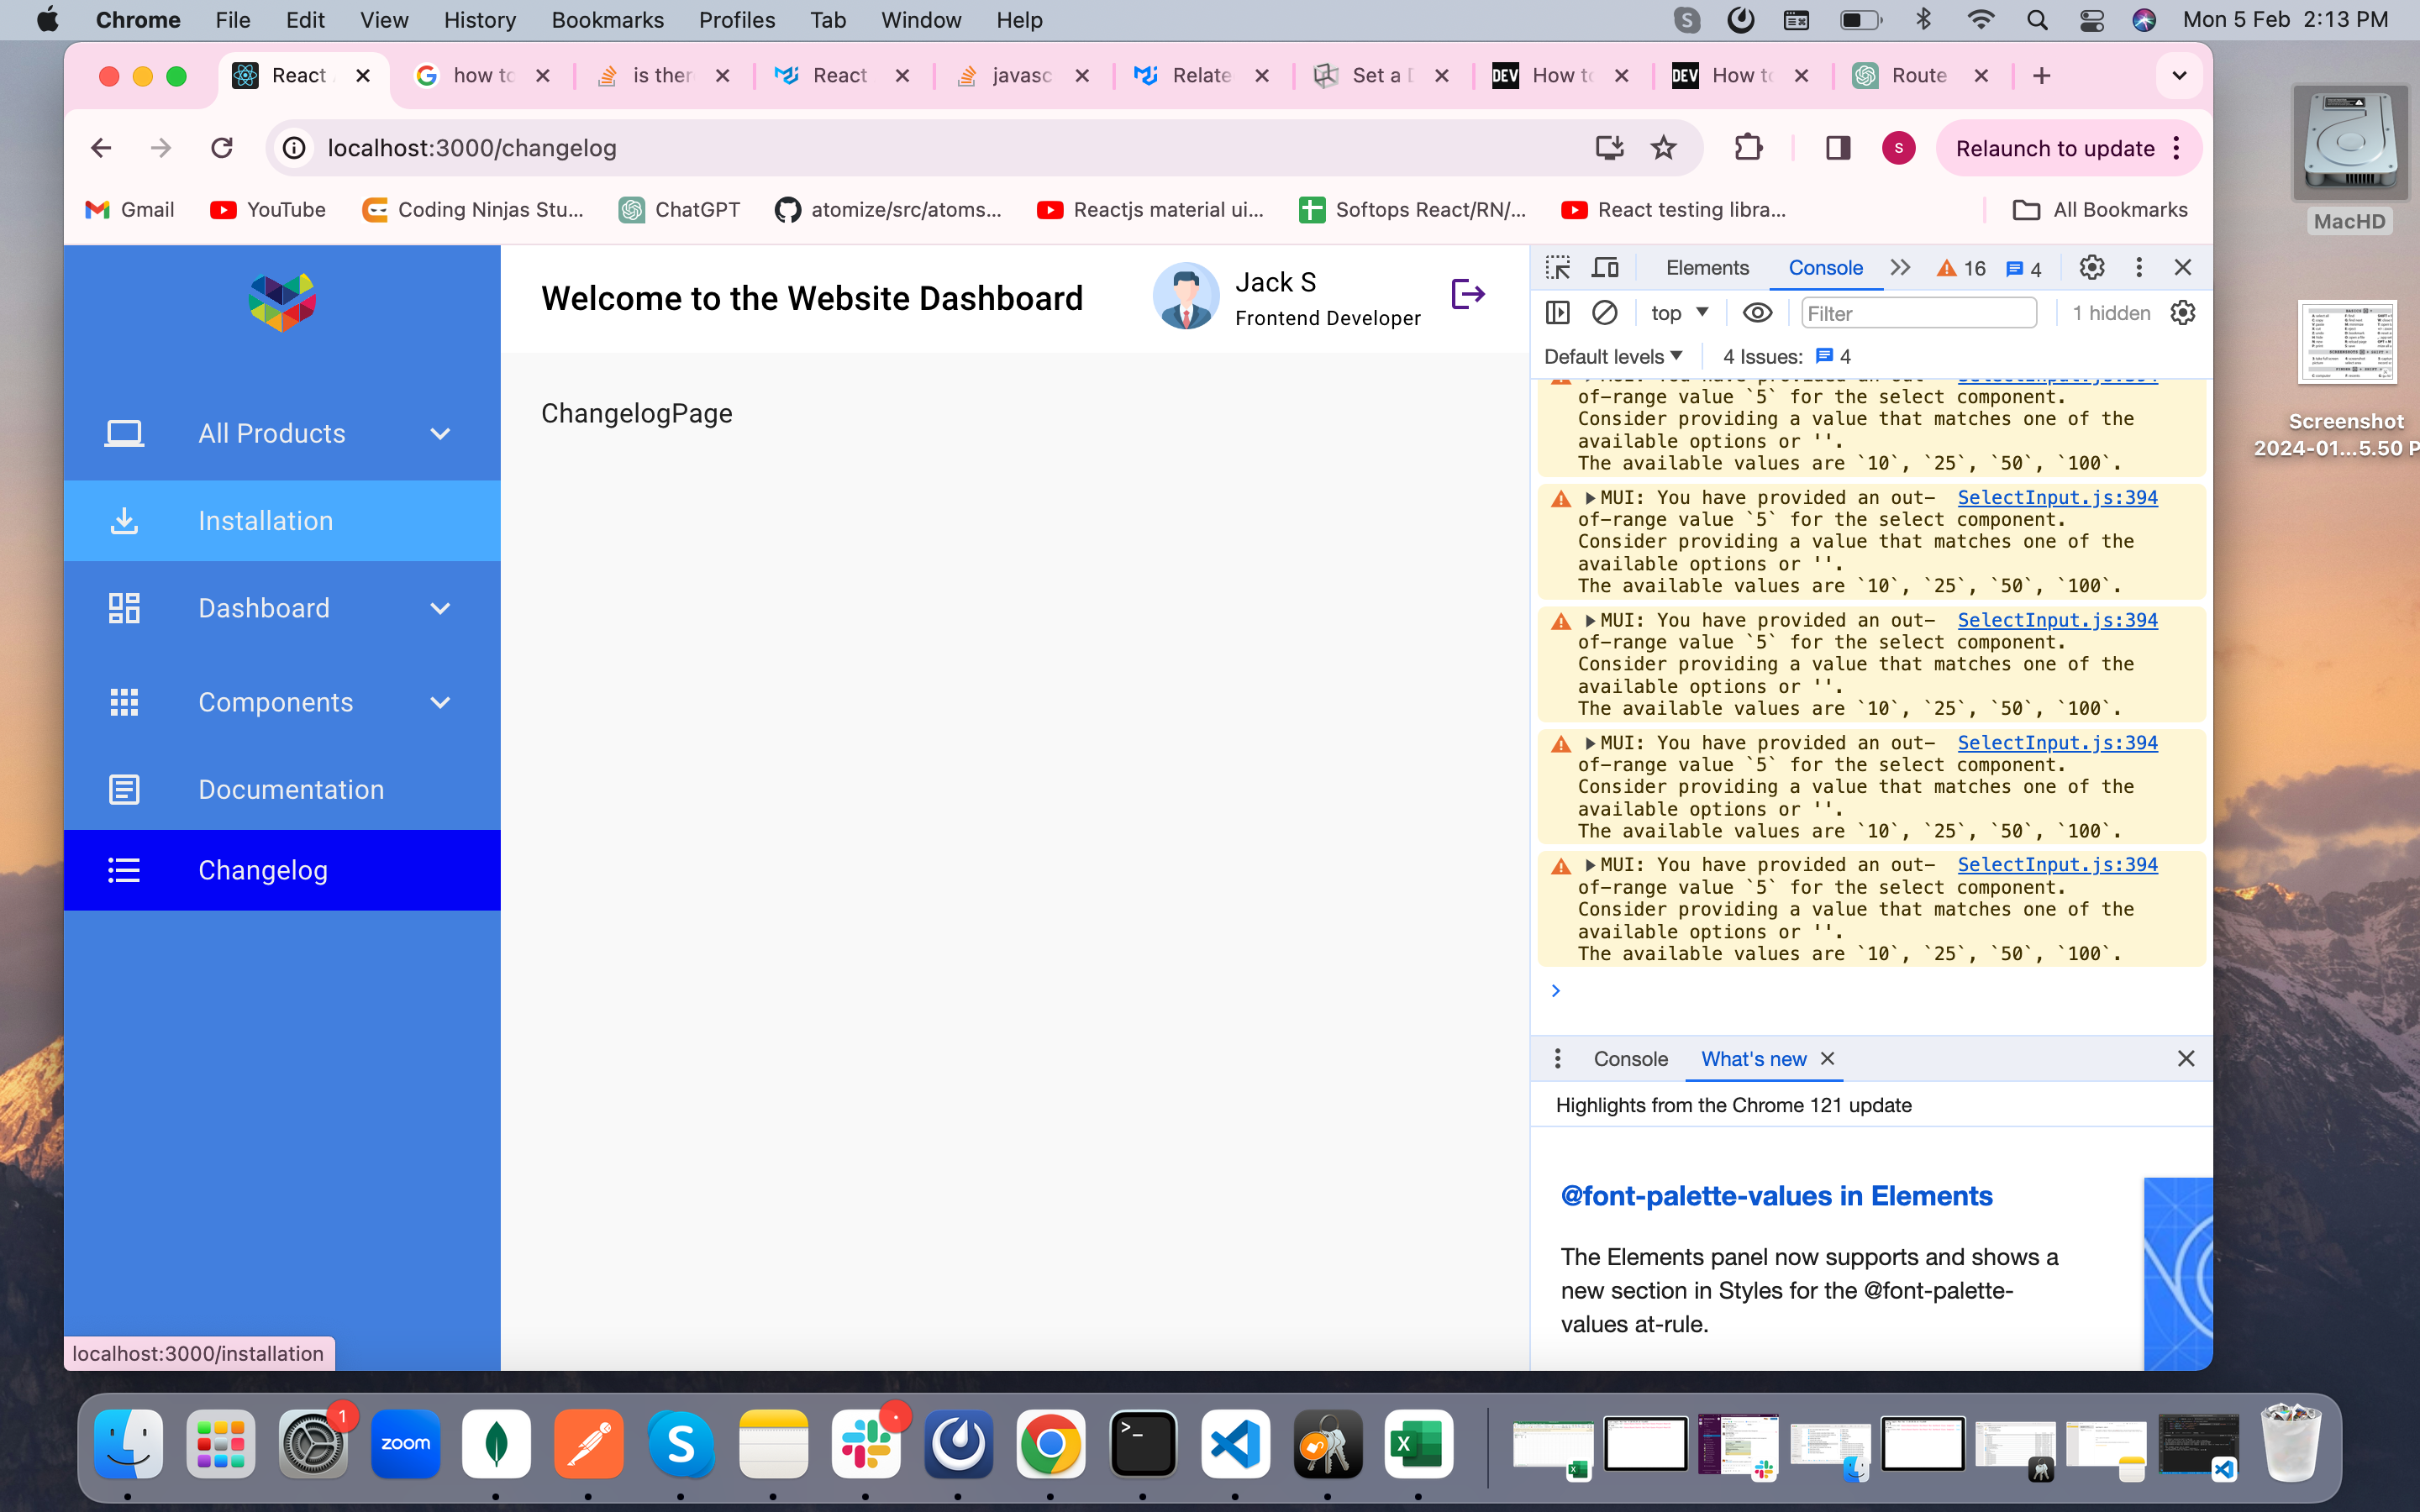 Chrome File Edit View History Bookmarks Profiles Tab Window Help
Mon 5 Feb 2:13 PM
React
how to
is ther
React
javasc
Relate
Set a D
DEV How to
DEV How to
Route
localhost:3000/changelog
S
Relaunch to update
Gmail
YouTube
Coding Ninjas Stu...
ChatGPT
atomize/src/atoms...
Reactjs material ui...
Softops React/RN/...
React testing libra...
All Bookmarks
MacHD
Screenshot
2024-01...5.50 P
Welcome to the Website Dashboard
Jack S
Frontend Developer
All Products
Installation
Dashboard
Components
Documentation
Changelog
ChangelogPage
localhost:3000/installation
Elements Console 16 4
top Filter 1 hidden
Default levels 4 Issues: 4
MUI: You have provided an out- SelectInput.js:394
of-range value `5` for the select component.
Consider providing a value that matches one of the
available options or ''.
The available values are `10`, `25`, `50`, `100`.
MUI: You have provided an out- SelectInput.js:394
of-range value `5` for the select component.
Consider providing a value that matches one of the
available options or ''.
The available values are `10`, `25`, `50`, `100`.
MUI: You have provided an out- SelectInput.js:394
of-range value `5` for the select component.
Consider providing a value that matches one of the
available options or ''.
The available values are `10`, `25`, `50`, `100`.
MUI: You have provided an out- SelectInput.js:394
of-range value `5` for the select component.
Consider providing a value that matches one of the
available options or ''.
The available values are `10`, `25`, `50`, `100`.
MUI: You have provided an out- SelectInput.js:394
of-range value `5` for the select component.
Consider providing a value that matches one of the
available options or ''.
The available values are `10`, `25`, `50`, `100`.
Console What's new
Highlights from the Chrome 121 update
@font-palette-values in Elements
The Elements panel now supports and shows a
new section in Styles for the @font-palette-
values at-rule.
1
zoom
S
X